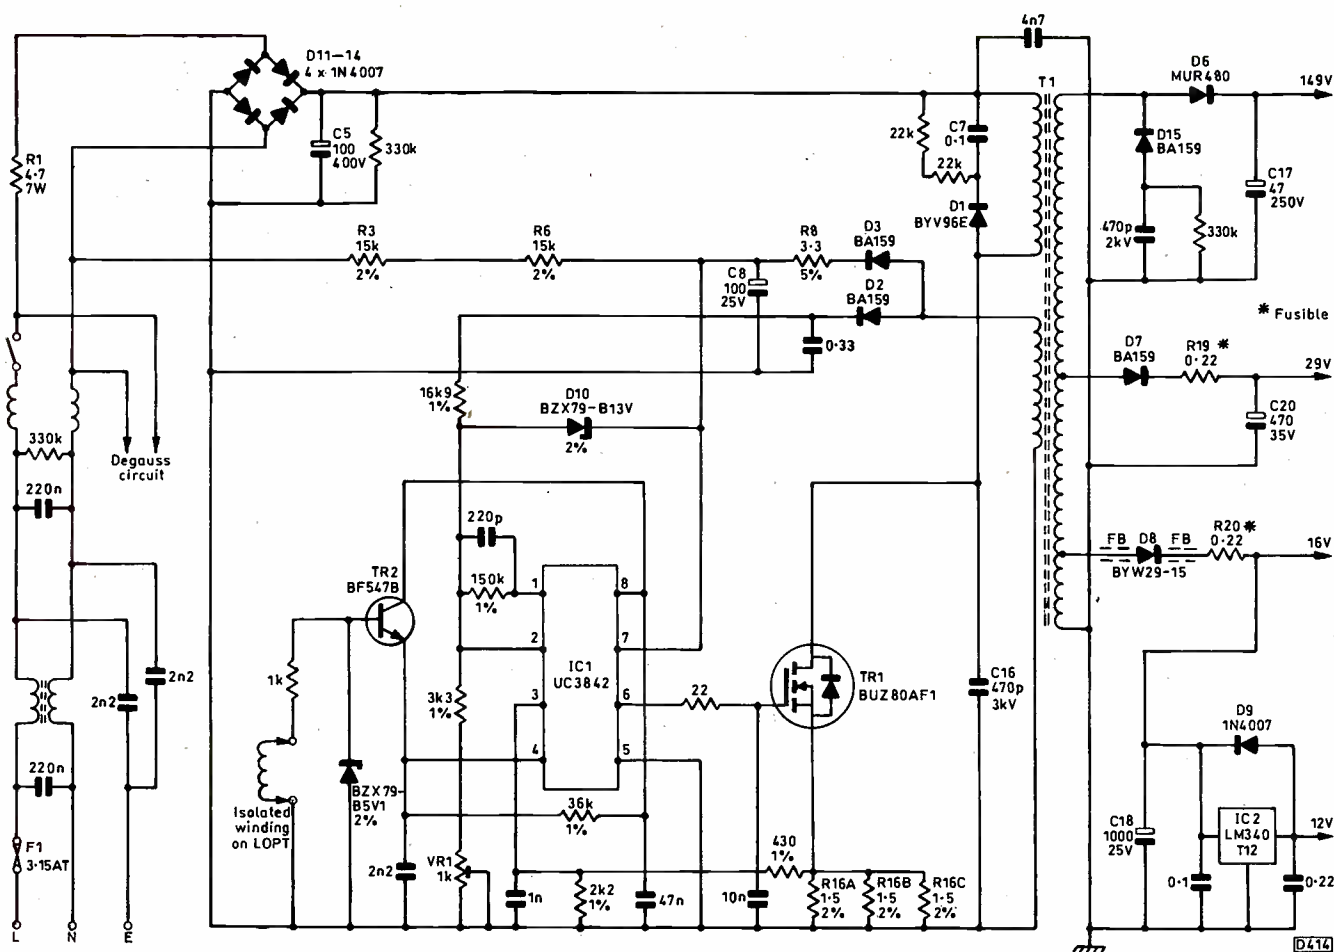 4n7
D11-14
4 x 1N4007
T1
D6
MUR480
149V
R1
4·7
7W
C5
100
400V
330k
22k
C7
0·1
22k
D15
BA159
C17
47
250V
D1
BYV96E
470p
2kV
330k
R3
15k
2%
R6
15k
2%
R8
3·3
5%
D3
BA159
C8
100
25V
D2
BA159
0·33
* Fusible
D7
BA159
R19 *
0·22
29V
16k9
1%
D10
BZX79-B13V
2%
C20
470
35V
330k
Degauss
circuit
220n
220p
FB
D8
FB
BYW29-15
R20*
0·22
16V
TR2
BF547B
150k
1%
1
8
2
7
IC1
UC3842
3
6
4
5
2n2
2n2
1k
3k3
1%
22
TR1
BUZ80AF1
C16
470p
3kV
D9
1N4007
220n
Isolated
winding
on LOPT
BZX79-
B5V1
2%
36k
1%
C18
1000
25V
IC2
LM340
T12
12V
F1
3·15AT
VR1
1k
2n2
430
1%
1n
2k2
1%
47n
10n
R16A
1·5
2%
R16B
1·5
2%
R16C
1·5
2%
0·1
0·22
L
N
E
D414